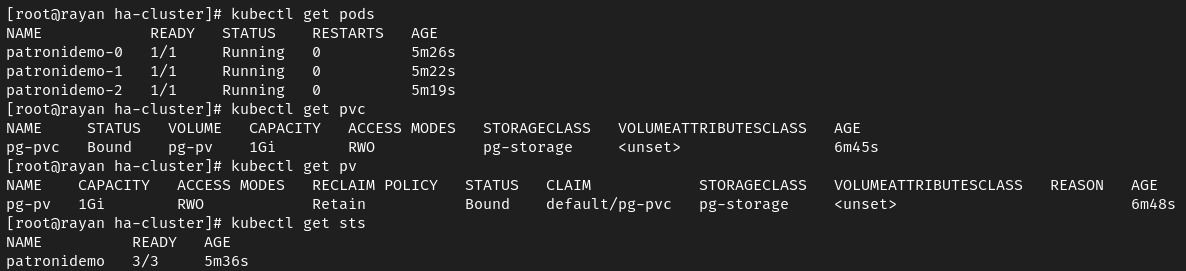 [root@rayan ha-cluster]# kubectl get pods
NAME            READY   STATUS    RESTARTS   AGE
patronidemo-0   1/1     Running   0          5m26s
patronidemo-1   1/1     Running   0          5m22s
patronidemo-2   1/1     Running   0          5m19s
[root@rayan ha-cluster]# kubectl get pvc
NAME     STATUS   VOLUME   CAPACITY   ACCESS MODES   STORAGECLASS   VOLUMEATTRIBUTESCLASS   AGE
pg-pvc   Bound    pg-pv    1Gi        RWO            pg-storage     <unset>                 6m45s
[root@rayan ha-cluster]# kubectl get pv
NAME    CAPACITY   ACCESS MODES   RECLAIM POLICY   STATUS   CLAIM            STORAGECLASS   VOLUMEATTRIBUTESCLASS   REASON   AGE
pg-pv   1Gi        RWO            Retain           Bound    default/pg-pvc   pg-storage     <unset>                          6m48s
[root@rayan ha-cluster]# kubectl get sts
NAME          READY   AGE
patronidemo   3/3     5m36s